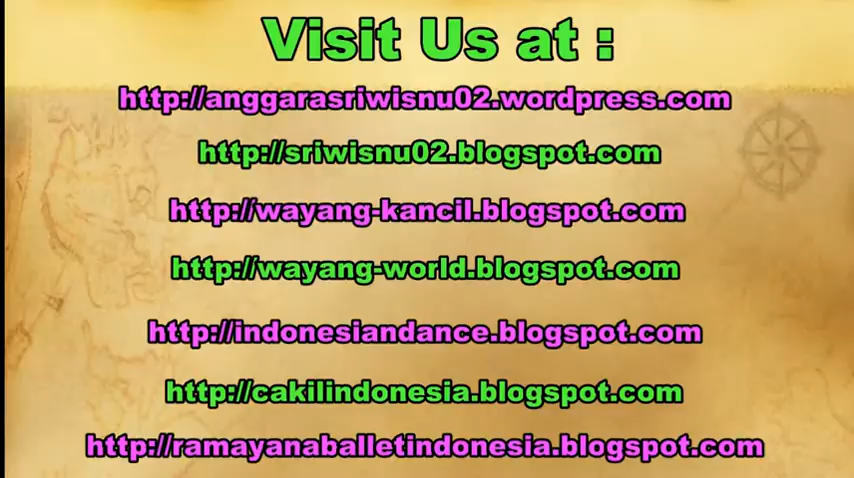 Visit Us at :
http://anggarasriwisnu02.wordpress.com
http://sriwisnu02.blogspot.com
http://wayang-kancil.blogspot.com
http://wayang-world.blogspot.com
http://indonesiandance.blogspot.com
http://cakilindonesia.blogspot.com
http://ramayanaballetindonesia.blogspot.com